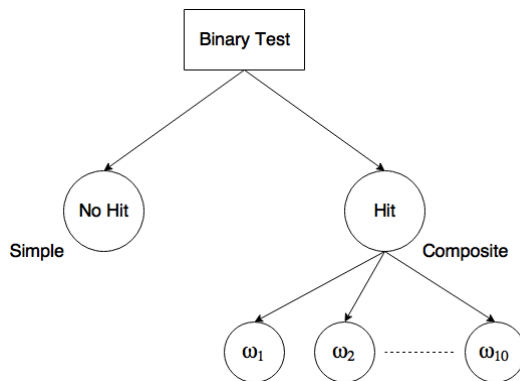 Binary Test
No Hit
Hit
Simple
Composite
ω1
ω2
ω10